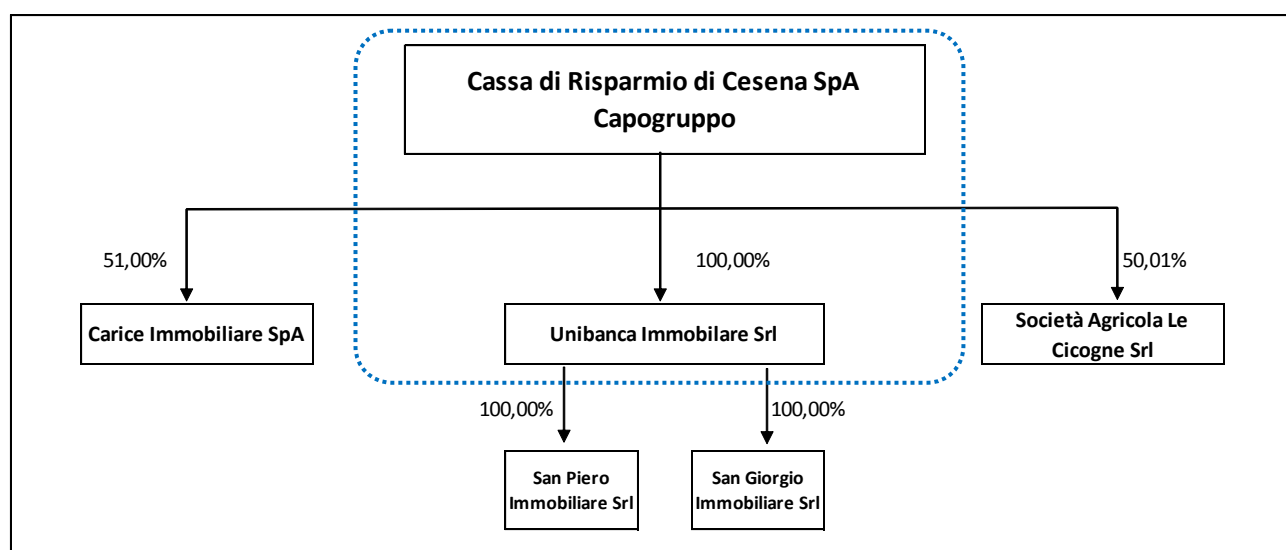 Cassa di Risparmio di Cesena SpA
Capogruppo
51,00%
100,00%
50,01%
Carice Immobiliare SpA
Unibanca Immobilare Srl
Società Agricola Le
Cicogne Srl
100,00%
100,00%
San Piero
Immobiliare Srl
San Giorgio
Immobiliare Srl